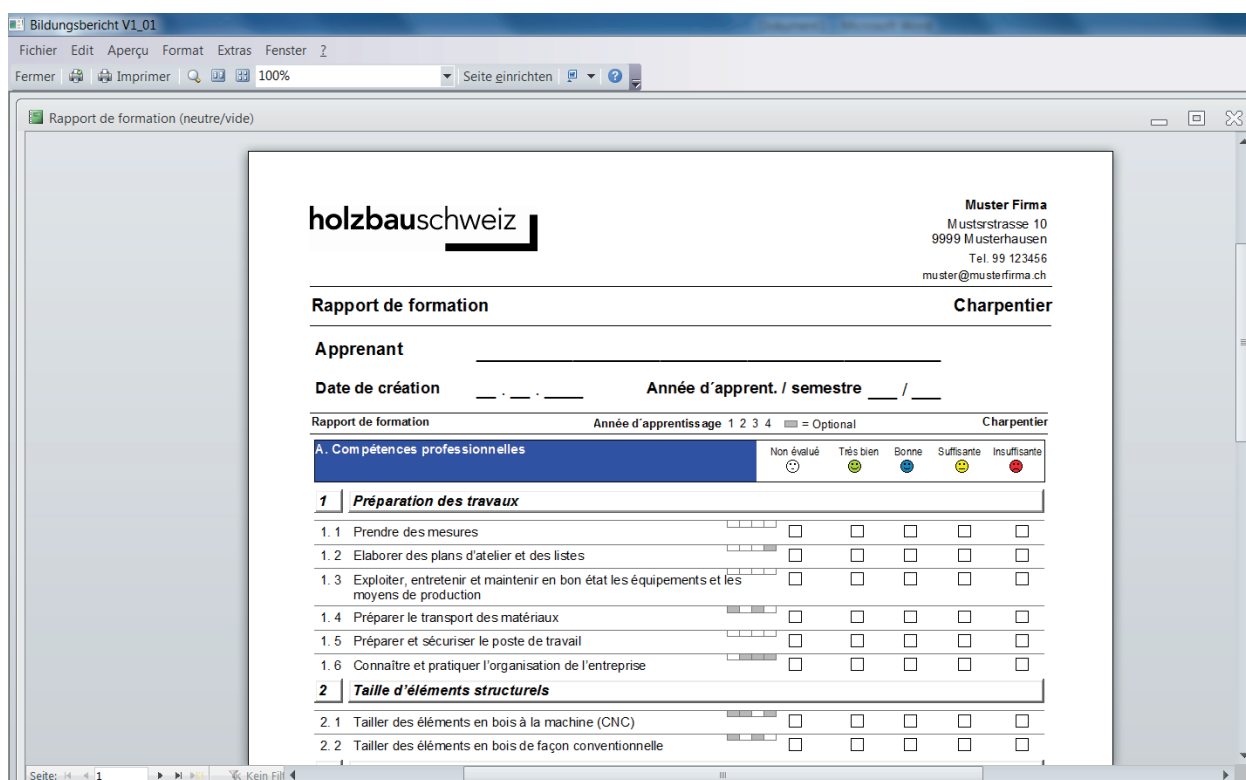 Bildungsbericht V1_01
Fichier Edit Aperçu Format Extras Fenster ?
Fermer Imprimer 100% Seite einrichten
Rapport de formation (neutre/vide)
holzbauschweiz
Muster Firma
Mustsrstrasse 10
9999 Musterhausen
Tel. 99 123456
muster@musterfirma.ch
Rapport de formation Charpentier
Apprenant
Date de création __ . __ . ____ Année d´apprent. / semestre ___ / ___
Rapport de formation Année d´apprentissage 1 2 3 4 = Optional Charpentier
A. Compétences professionnelles Non évalué Très bien Bonne Suffisante Insuffisante
1 Préparation des travaux
1. 1 Prendre des mesures
1. 2 Elaborer des plans d'atelier et des listes
1. 3 Exploiter, entretenir et maintenir en bon état les équipements et les
moyens de production
1. 4 Préparer le transport des matériaux
1. 5 Préparer et sécuriser le poste de travail
1. 6 Connaître et pratiquer l'organisation de l'entreprise
2 Taille d'éléments structurels
2. 1 Tailler des éléments en bois à la machine (CNC)
2. 2 Tailler des éléments en bois de façon conventionnelle
Seite: 1 Kein Filt